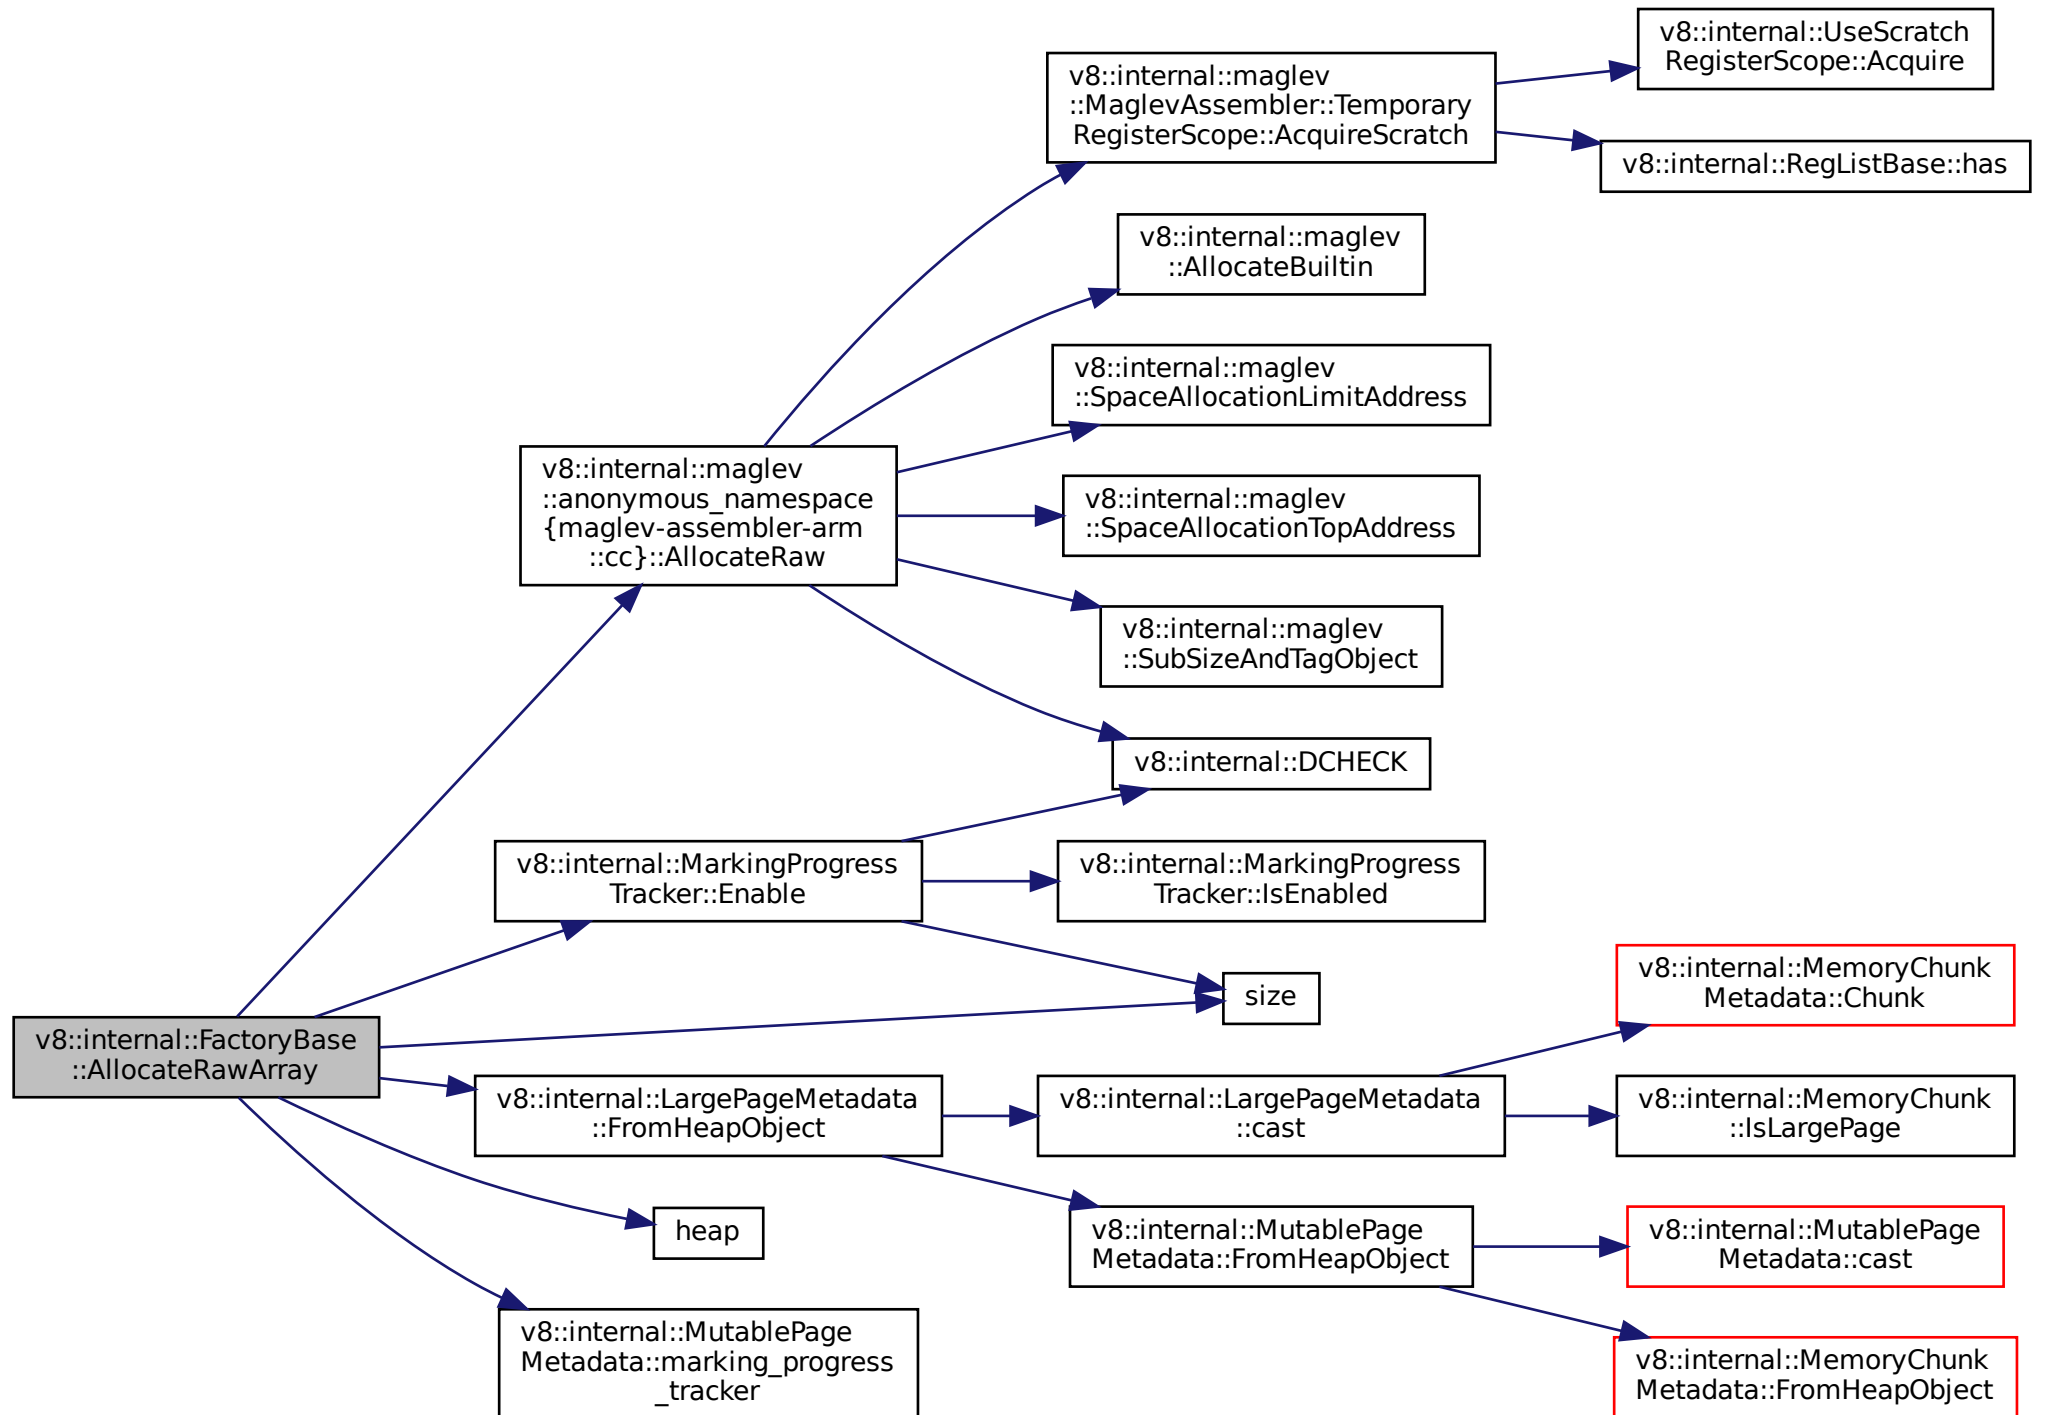 v8::internal::FactoryBase
::AllocateRawArray
v8::internal::maglev
::anonymous_namespace
{maglev-assembler-arm
::cc}::AllocateRaw
v8::internal::MarkingProgress
Tracker::Enable
v8::internal::LargePageMetadata
::FromHeapObject
heap
v8::internal::MutablePage
Metadata::marking_progress
_tracker
v8::internal::maglev
::MaglevAssembler::Temporary
RegisterScope::AcquireScratch
v8::internal::maglev
::AllocateBuiltin
v8::internal::maglev
::SpaceAllocationLimitAddress
v8::internal::maglev
::SpaceAllocationTopAddress
v8::internal::maglev
::SubSizeAndTagObject
v8::internal::DCHECK
v8::internal::MarkingProgress
Tracker::IsEnabled
size
v8::internal::LargePageMetadata
::cast
v8::internal::MutablePage
Metadata::FromHeapObject
v8::internal::UseScratch
RegisterScope::Acquire
v8::internal::RegListBase::has
v8::internal::MemoryChunk
Metadata::Chunk
v8::internal::MemoryChunk
::IsLargePage
v8::internal::MutablePage
Metadata::cast
v8::internal::MemoryChunk
Metadata::FromHeapObject